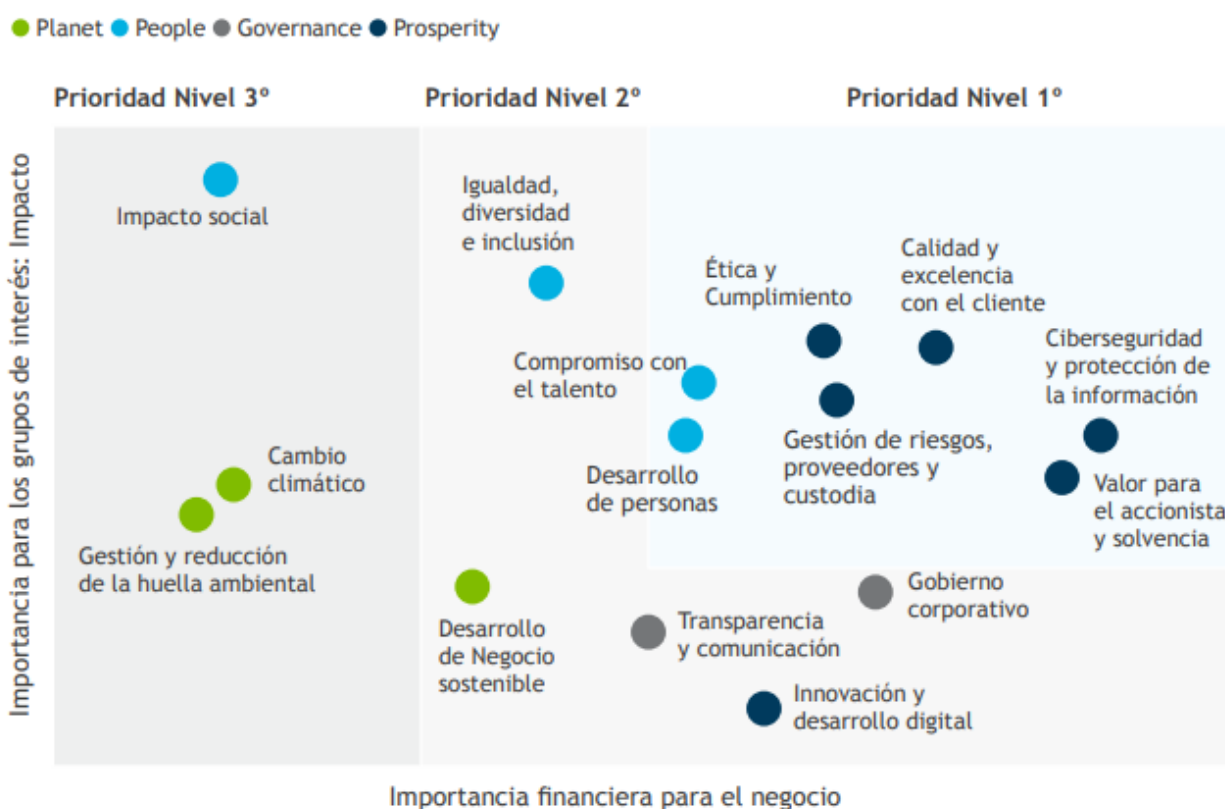 Planet People Governance Prosperity
Prioridad Nivel 3º
Prioridad Nivel 2º
Prioridad Nivel 1º
Importancia para los grupos de interés: Impacto
Impacto social
Igualdad,
diversidad
e inclusión
Ética y
Cumplimiento
Calidad y
excelencia
con el cliente
Ciberseguridad
y protección de
la información
Compromiso con
el talento
Desarrollo
de personas
Gestión de riesgos,
proveedores y
custodia
Valor para
el accionista
y solvencia
Cambio
climático
Gestión y reducción
de la huella ambiental
Desarrollo
de Negocio
sostenible
Transparencia
y comunicación
Gobierno
corporativo
Innovación y
desarrollo digital
Importancia financiera para el negocio